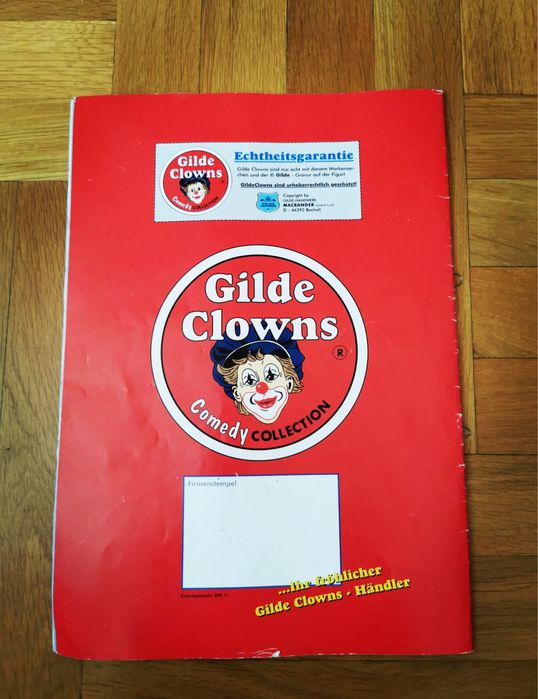 Gilde
Clowns
®
Comedy COLLECTION
Echtheitsgarantie
Gilde Clowns sind nur echt mit diesem Markenzei-
chen und der © Gilde - Gravur auf der Figur!
GildeClowns sind urheberrechtlich geschützt!
Copyright by
GILDE-HANDWERK
MACRANDER
D - 46395 Bocholt
Gilde
Clowns
®
Comedy COLLECTION
Firmenstempel
...Ihr fröhlicher
Gilde Clowns - Händler
Schutzgebühr DM